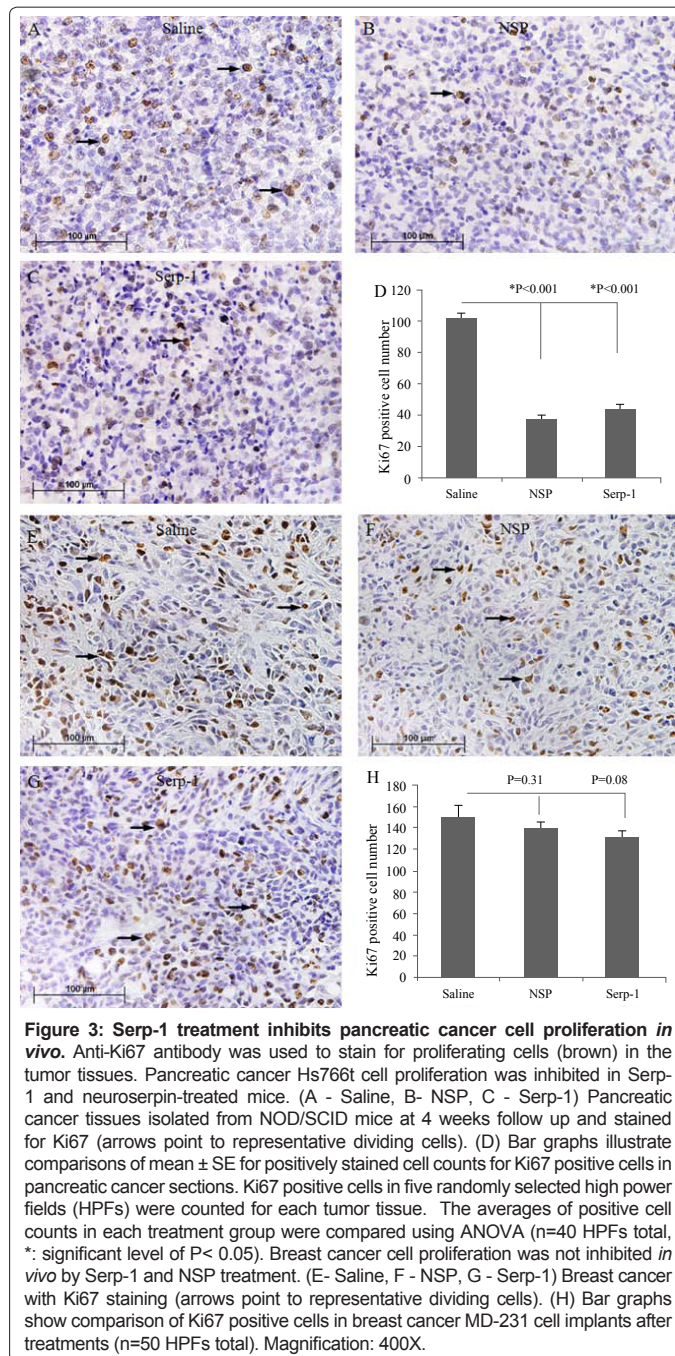 A Saline
B NSP
100 µm
100 µm
C Serp-1
100 µm
D
*P<0.001 *P<0.001
Ki67 positive cell number
120
100
80
60
40
20
0
Saline NSP Serp-1
E Saline
F NSP
100 µm
100 µm
G Serp-1
100 µm
H
P=0.31 P=0.08
Ki67 positive cell number
180
160
140
120
100
80
60
40
20
0
Saline NSP Serp-1
Figure 3: Serp-1 treatment inhibits pancreatic cancer cell proliferation in
vivo. Anti-Ki67 antibody was used to stain for proliferating cells (brown) in the
tumor tissues. Pancreatic cancer Hs766t cell proliferation was inhibited in Serp-
1 and neuroserpin-treated mice. (A - Saline, B- NSP, C - Serp-1) Pancreatic
cancer tissues isolated from NOD/SCID mice at 4 weeks follow up and stained
for Ki67 (arrows point to representative dividing cells). (D) Bar graphs illustrate
comparisons of mean ± SE for positively stained cell counts for Ki67 positive cells in
pancreatic cancer sections. Ki67 positive cells in five randomly selected high power
fields (HPFs) were counted for each tumor tissue. The averages of positive cell
counts in each treatment group were compared using ANOVA (n=40 HPFs total,
*: significant level of P< 0.05). Breast cancer cell proliferation was not inhibited in
vivo by Serp-1 and NSP treatment. (E- Saline, F - NSP, G - Serp-1) Breast cancer
with Ki67 staining (arrows point to representative dividing cells). (H) Bar graphs
show comparison of Ki67 positive cells in breast cancer MD-231 cell implants after
treatments (n=50 HPFs total). Magnification: 400X.